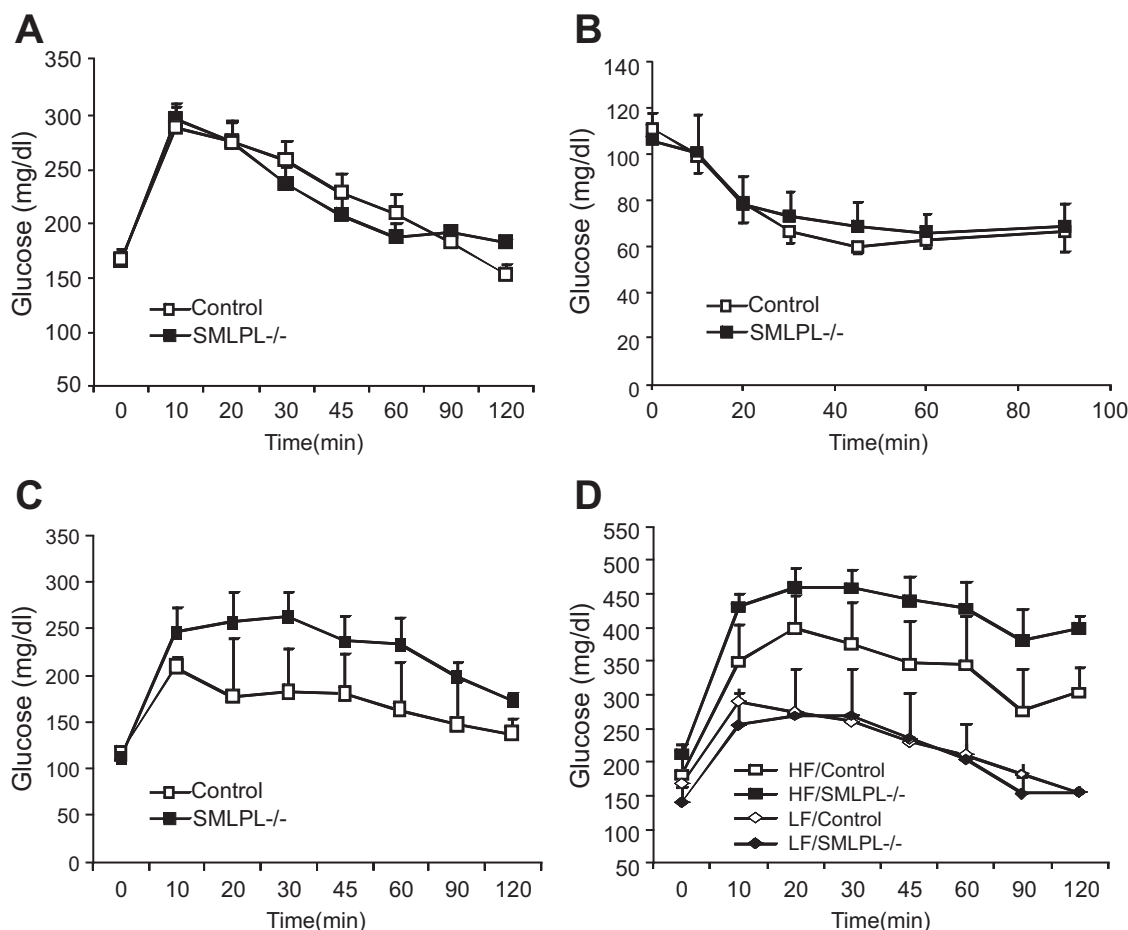 A
350
300
250
200
150
100
50
Glucose (mg/dl)
Control
SMLPL-/-
0 10 20 30 45 60 90 120
Time(min)
B
140
120
100
80
60
40
20
0
Glucose (mg/dl)
Control
SMLPL-/-
0 20 40 60 80 100
Time(min)
C
350
300
250
200
150
100
50
0
Glucose (mg/dl)
Control
SMLPL-/-
0 10 20 30 45 60 90 120
Time(min)
D
550
500
450
400
350
300
250
200
150
100
50
Glucose (mg/dl)
HF/Control
HF/SMLPL-/-
LF/Control
LF/SMLPL-/-
0 10 20 30 45 60 90 120
Time(min)